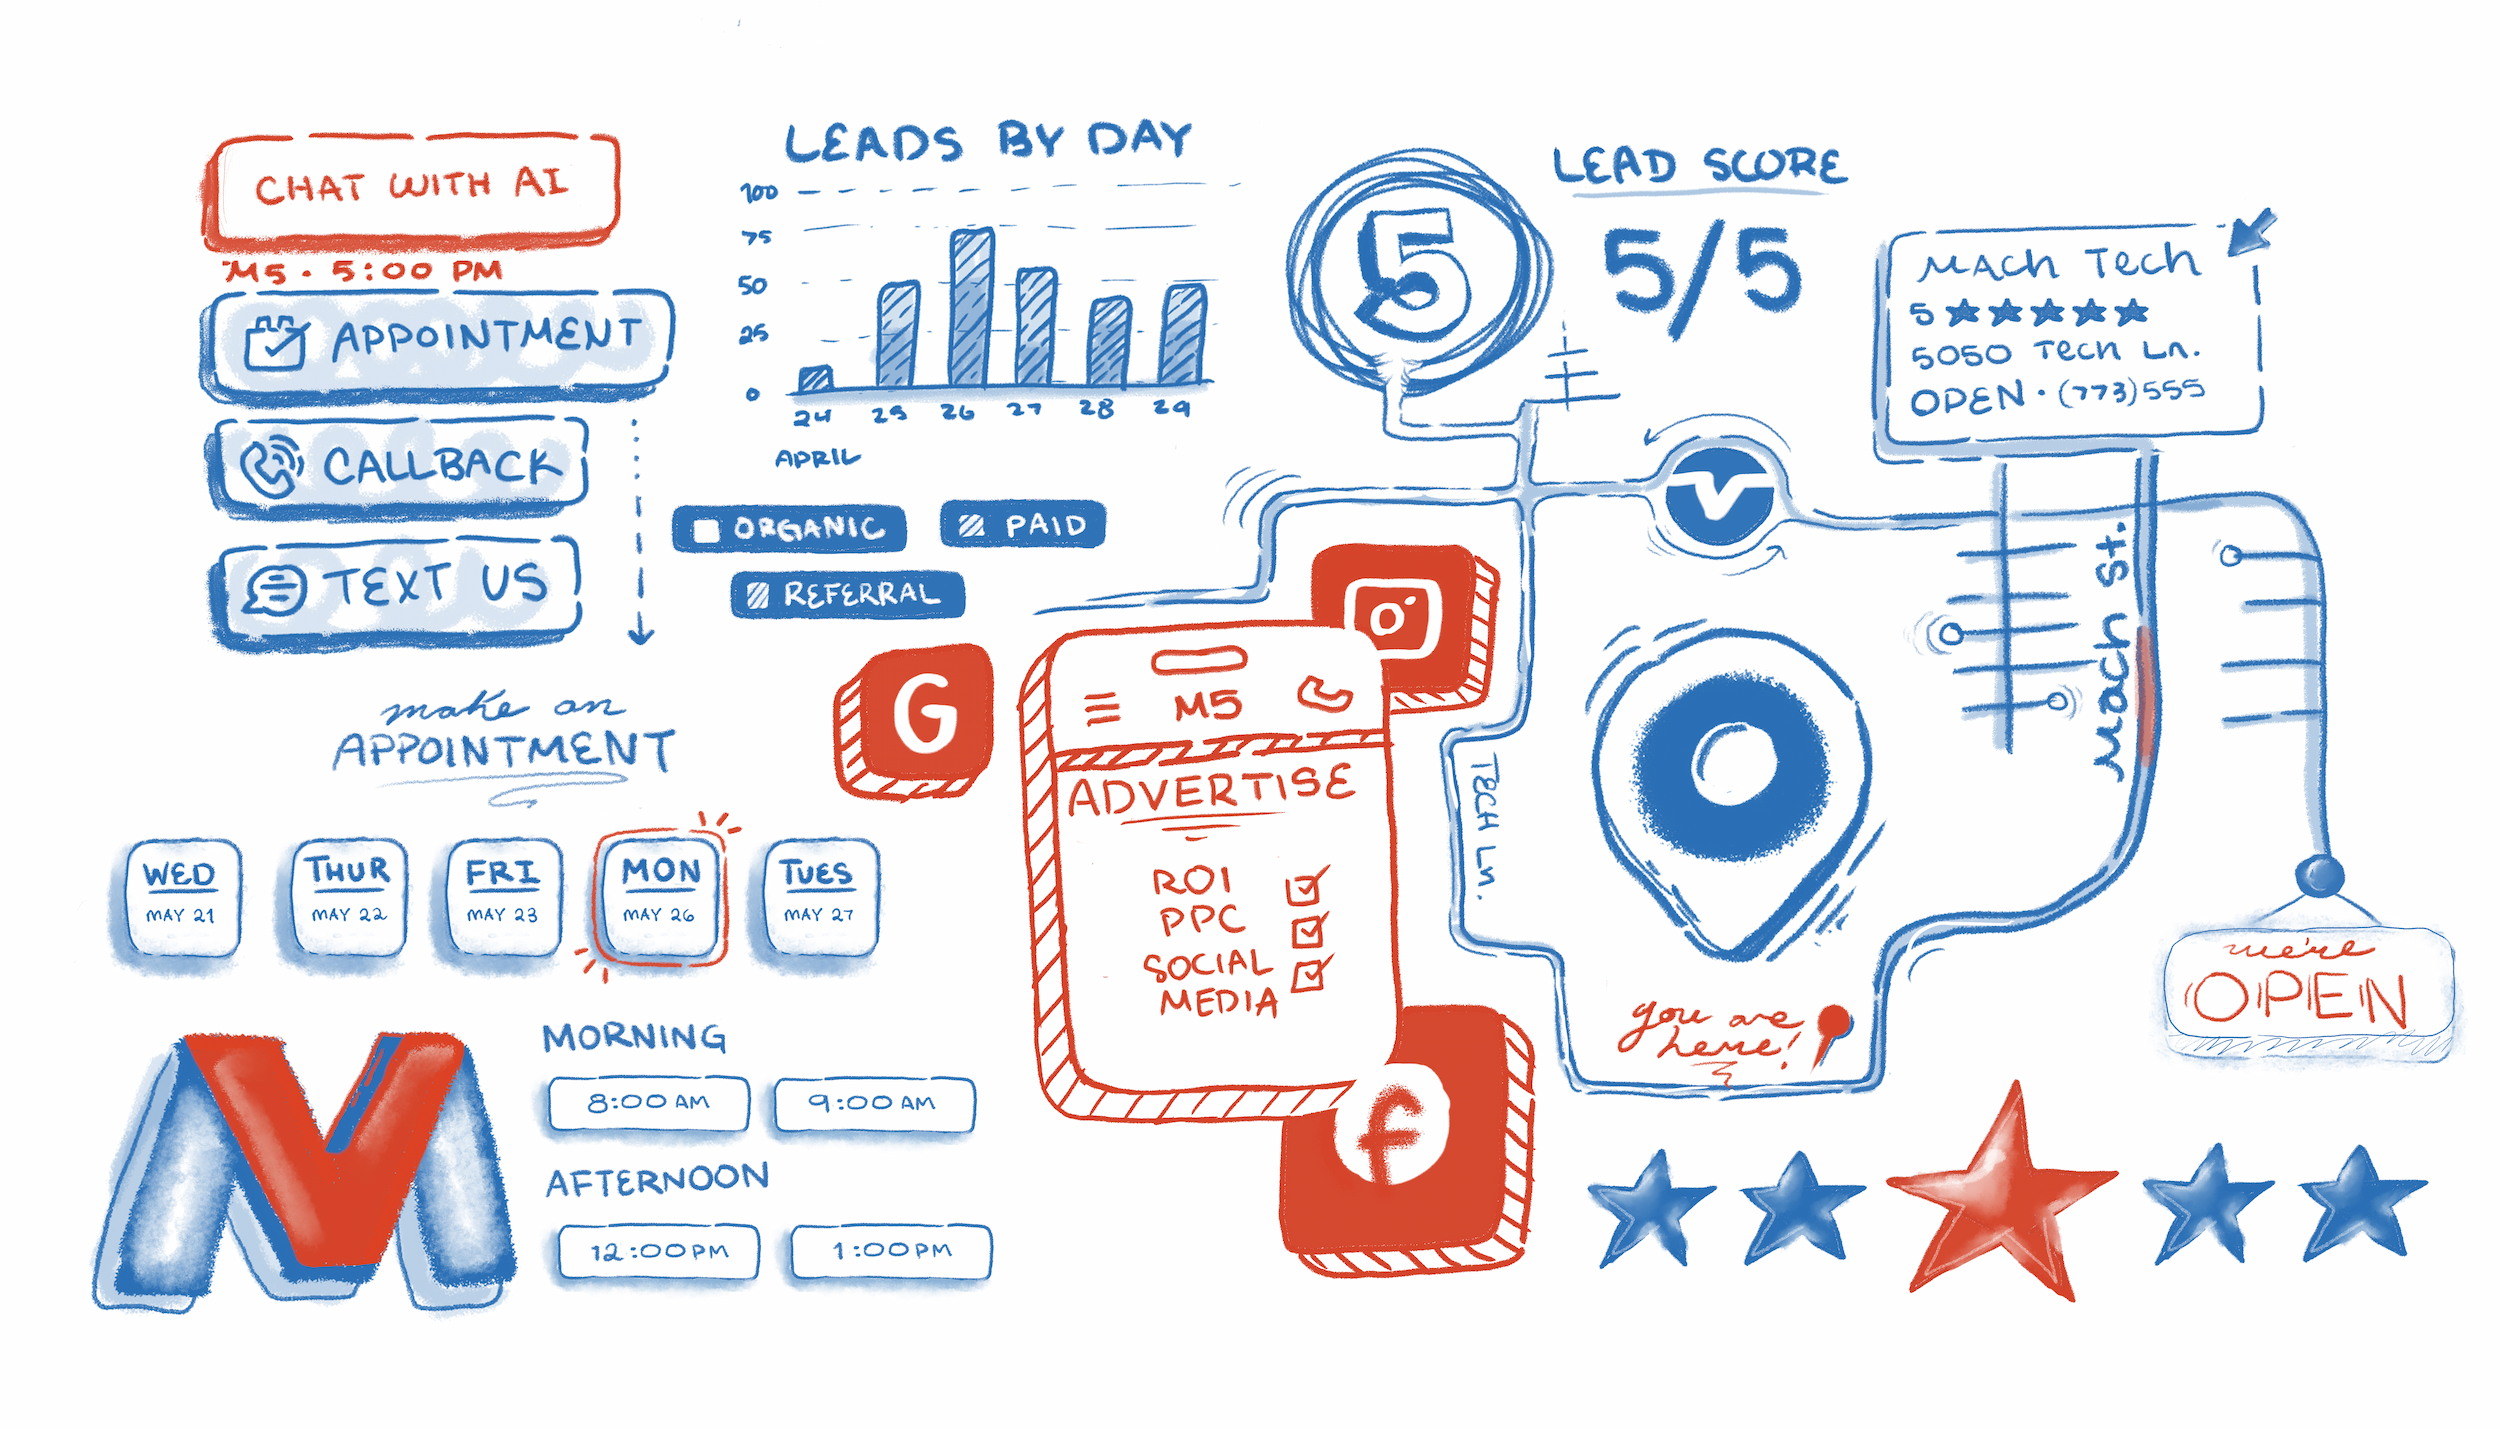 CHAT WITH AI
M5 · 5:00 PM
APPOINTMENT
CALLBACK
TEXT US
LEADS BY DAY
100
75
50
25
0
24 25 26 27 28 29
APRIL
ORGANIC
PAID
REFERRAL
5
LEAD SCORE
5/5
MACH Tech
5 ★★★★★
5050 Tech Ln.
OPEN · (773)555
Mach St.
TECH Ln.
you are
here!
we're
OPEN
G
M5
ADVERTISE
ROI
PPC
SOCIAL
MEDIA
f
make an
APPOINTMENT
WED
MAY 21
THUR
MAY 22
FRI
MAY 23
MON
MAY 26
TUES
MAY 27
MORNING
8:00 AM
9:00 AM
AFTERNOON
12:00 PM
1:00 PM
M
V